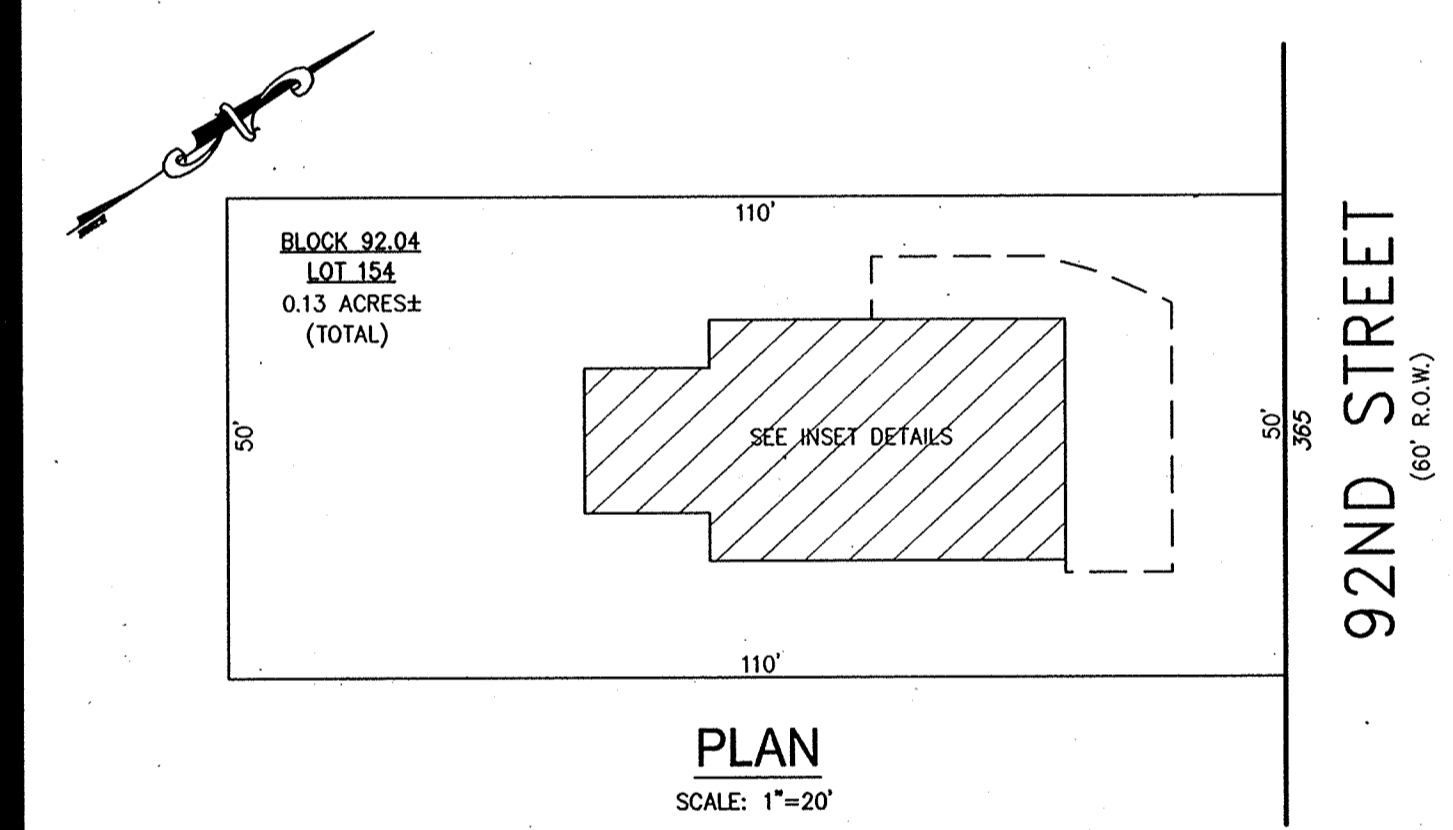 110'
BLOCK 92.04
LOT 154
0.13 ACRES±
(TOTAL)
50'
SEE INSET DETAILS
50'
365
92ND STREET
(60' R.O.W.)
110'
PLAN
SCALE: 1"=20'